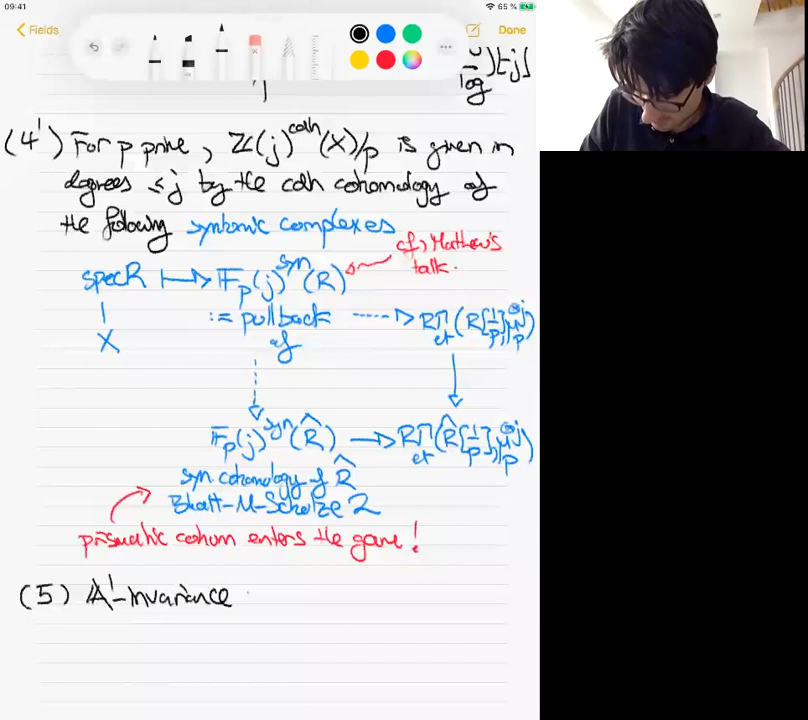 09:41
65 %
Fields
Done
log
)[-j]
(4') For p prime, ℤ(j)^cdh(X)/p is given in
degrees ≤ j by the cdh cohomology of
the following syntomic complexes
cf, Mathew's
talk.
Spec R ↦ 𝔽_p(j)^syn(R)
X
:= pullback
of
RΓ_et(R[1/p], μ_p^⊗j)
𝔽_p(j)^syn(R̂) → RΓ_et(R̂[1/p], μ_p^⊗j)
syn. cohomology of R̂
Bhatt-M-Scholze 2
prismatic cohom enters the game!
(5) 𝔸¹-invariance